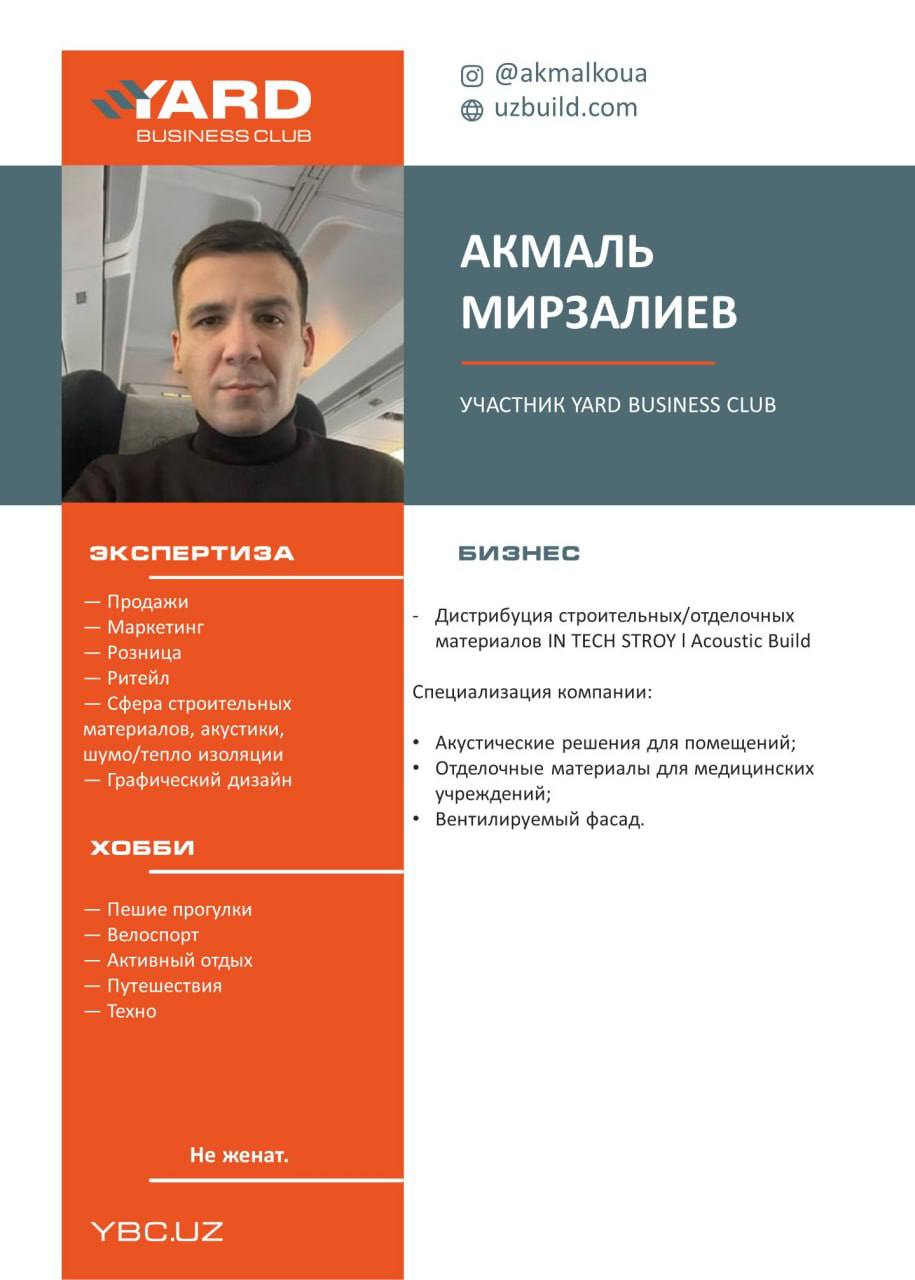 YARD
BUSINESS CLUB
@akmalkoua
uzbuild.com
АКМАЛЬ
МИРЗАЛИЕВ
УЧАСТНИК YARD BUSINESS CLUB
ЭКСПЕРТИЗА
— Продажи
— Маркетинг
— Розница
— Ритейл
— Сфера строительных
материалов, акустики,
шумо/тепло изоляции
— Графический дизайн
ХОББИ
— Пешие прогулки
— Велоспорт
— Активный отдых
— Путешествия
— Техно
Не женат.
YBC.UZ
БИЗНЕС
- Дистрибуция строительных/отделочных
материалов IN TECH STROY l Acoustic Build
Специализация компании:
• Акустические решения для помещений;
• Отделочные материалы для медицинских
учреждений;
• Вентилируемый фасад.